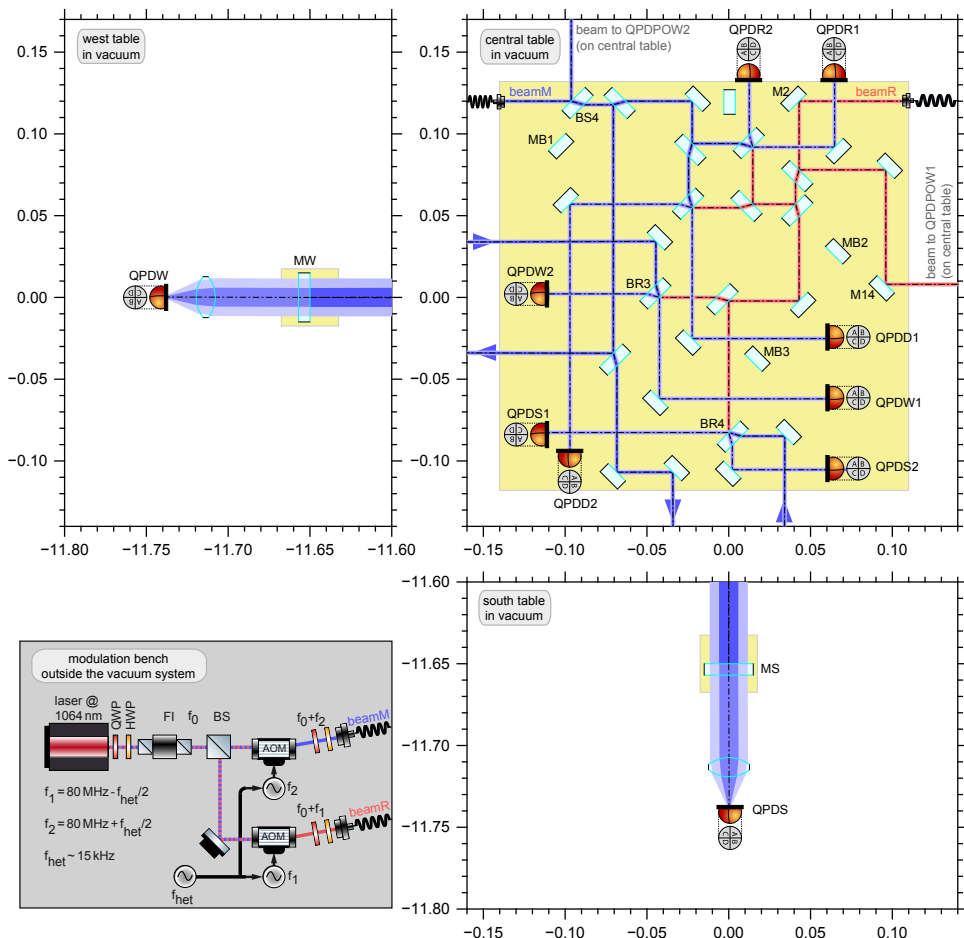 0.15
0.10
0.05
0.00
−0.05
−0.10
west table
in vacuum
QPDW
A B
C D
MW
−11.80
−11.75
−11.70
−11.65
−11.60
central table
in vacuum
beam to QPDPOW2
(on central table)
QPDR2
QPDR1
A B
C D
A B
C D
beamM
M2
beamR
BS4
MB1
beam to QPDPOW1
(on central table)
MB2
QPDW2
A B
C D
BR3
M14
A B
C D
QPDD1
MB3
A B
C D
QPDW1
QPDS1
A B
C D
BR4
A B
C D
QPDS2
A B
C D
QPDD2
−0.15
−0.10
−0.05
0.00
0.05
0.10
modulation bench
outside the vacuum system
laser @
1064 nm
QWP
HWP
FI
f0
BS
f0+f2
beamM
AOM
f2
f1 = 80 MHz - fhet/2
f2 = 80 MHz + fhet/2
fhet ~ 15 kHz
f0+f1
beamR
AOM
f1
fhet
−11.60
−11.65
−11.70
−11.75
−11.80
south table
in vacuum
MS
QPDS
A B
C D
−0.15
−0.10
−0.05
0.00
0.05
0.10